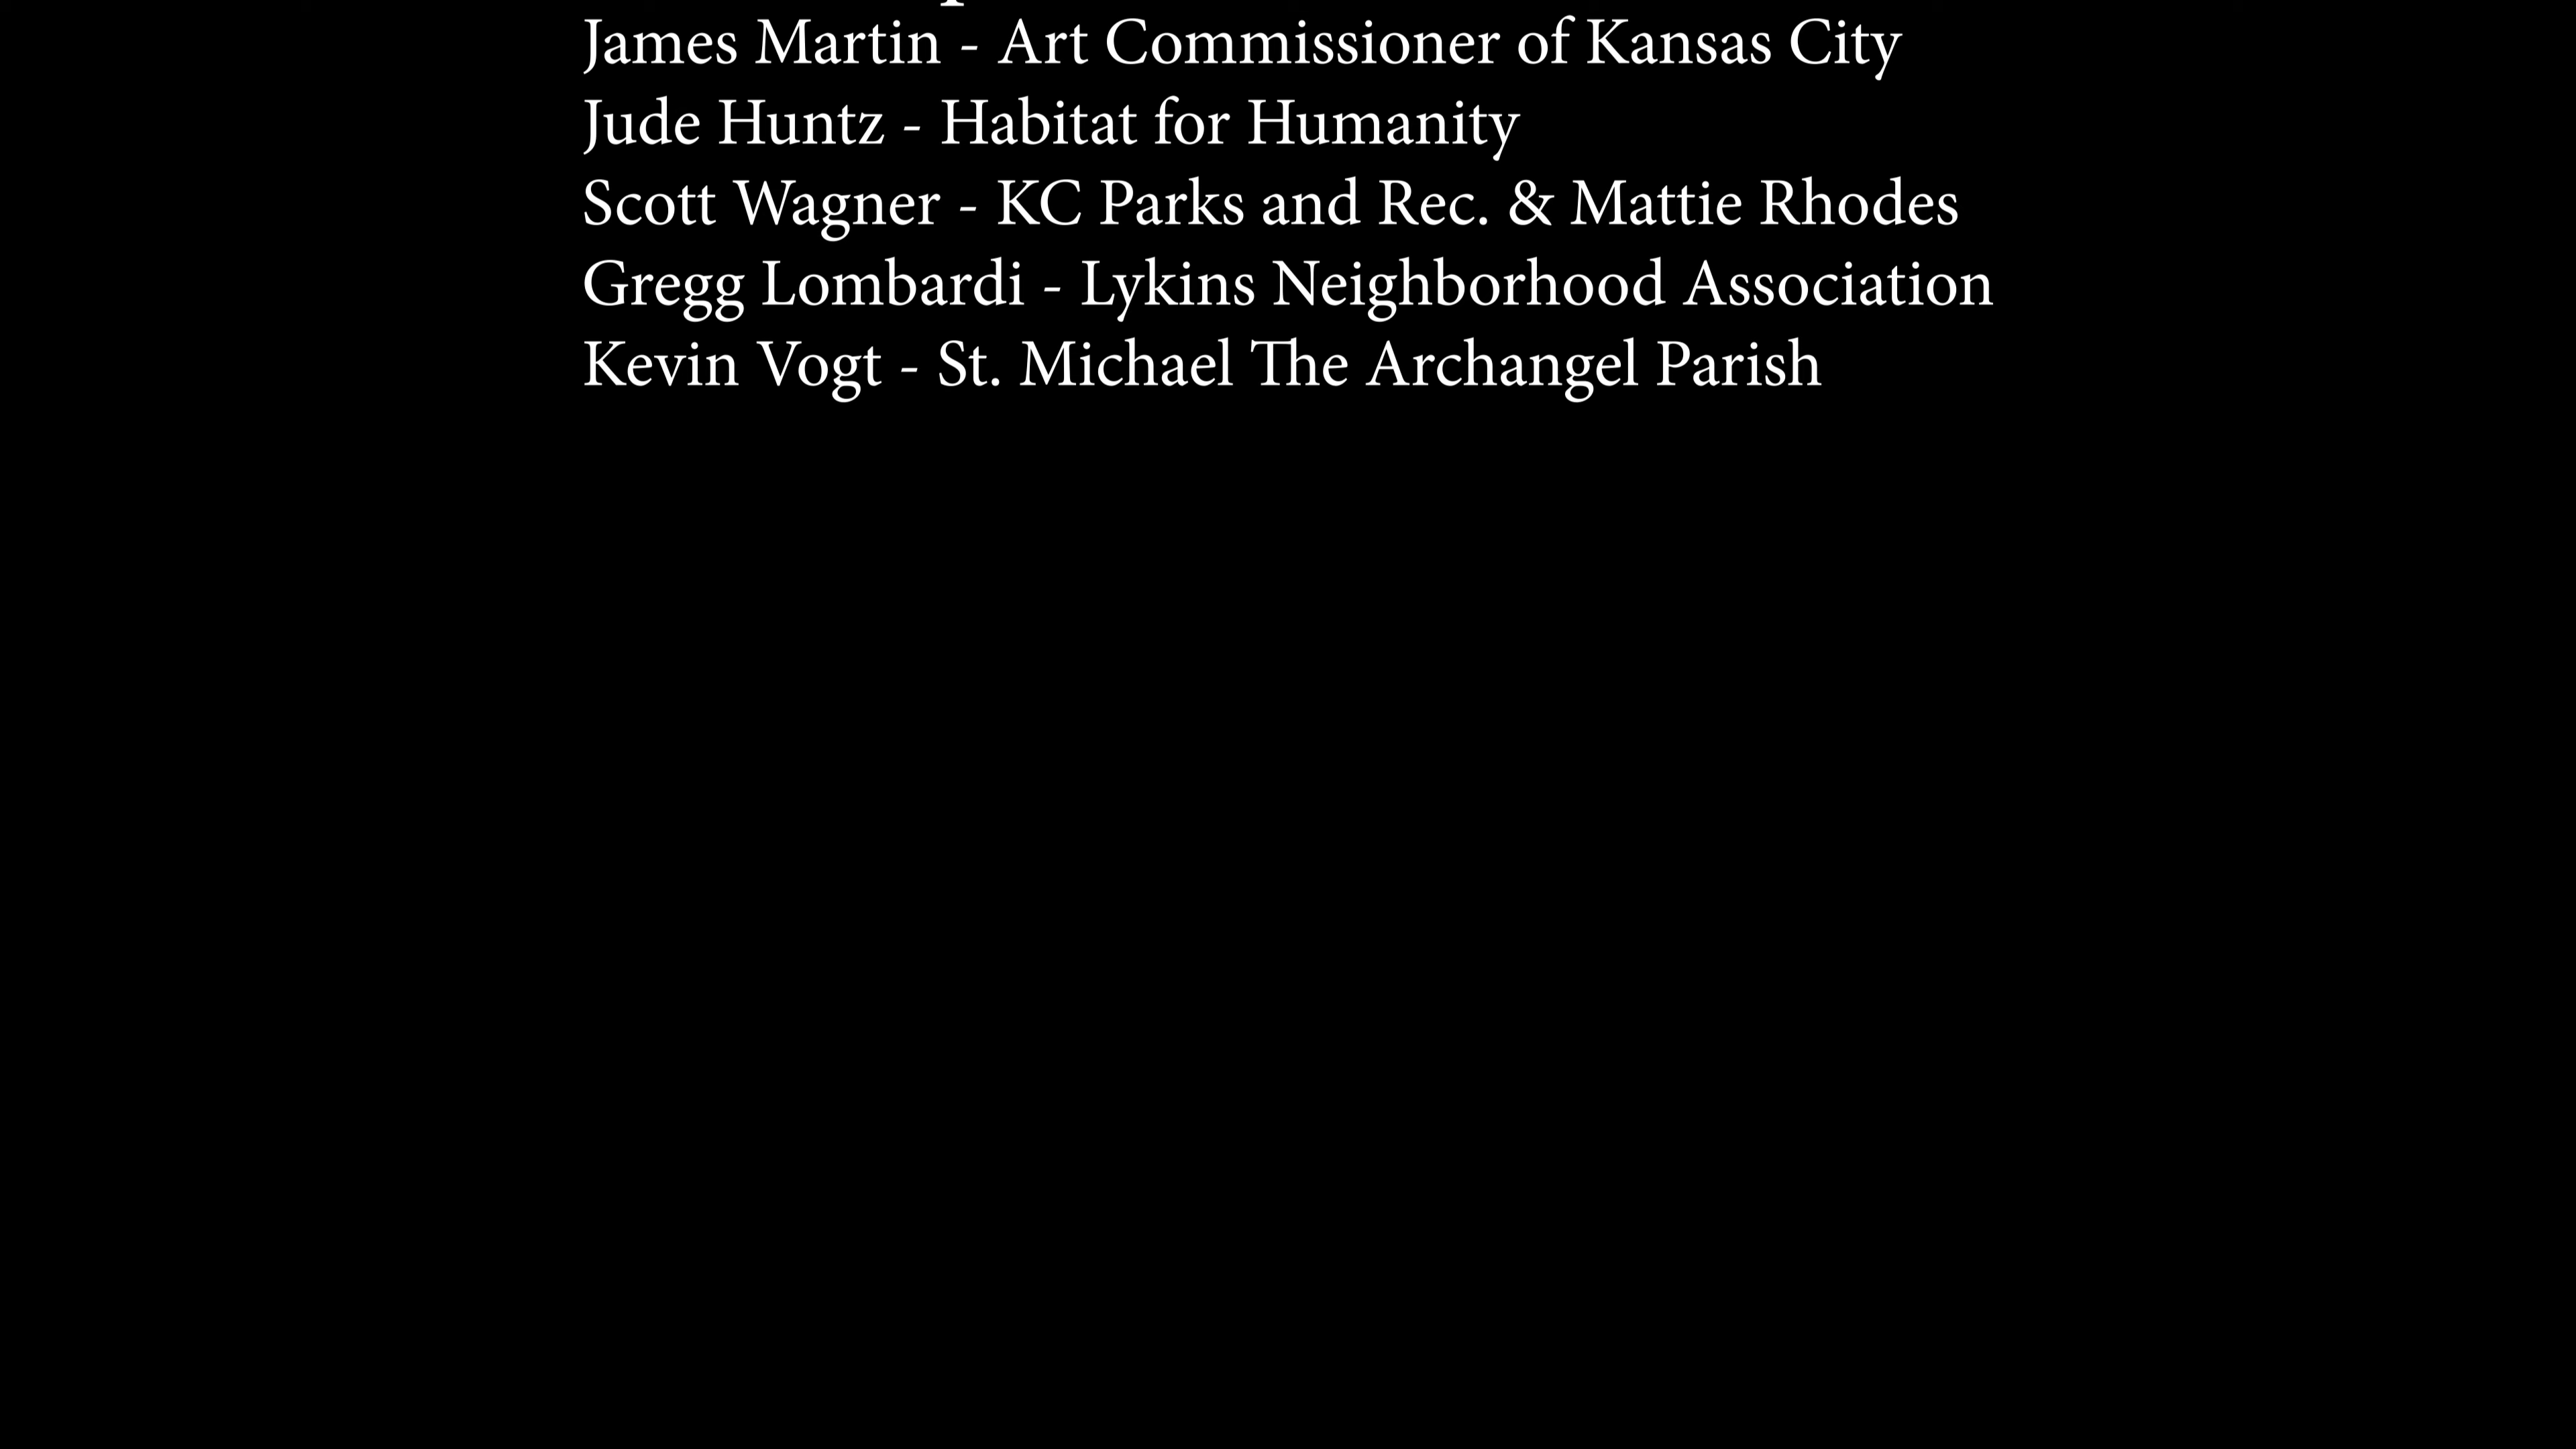 James Martin - Art Commissioner of Kansas City
Jude Huntz - Habitat for Humanity
Scott Wagner - KC Parks and Rec. & Mattie Rhodes
Gregg Lombardi - Lykins Neighborhood Association
Kevin Vogt - St. Michael The Archangel Parish